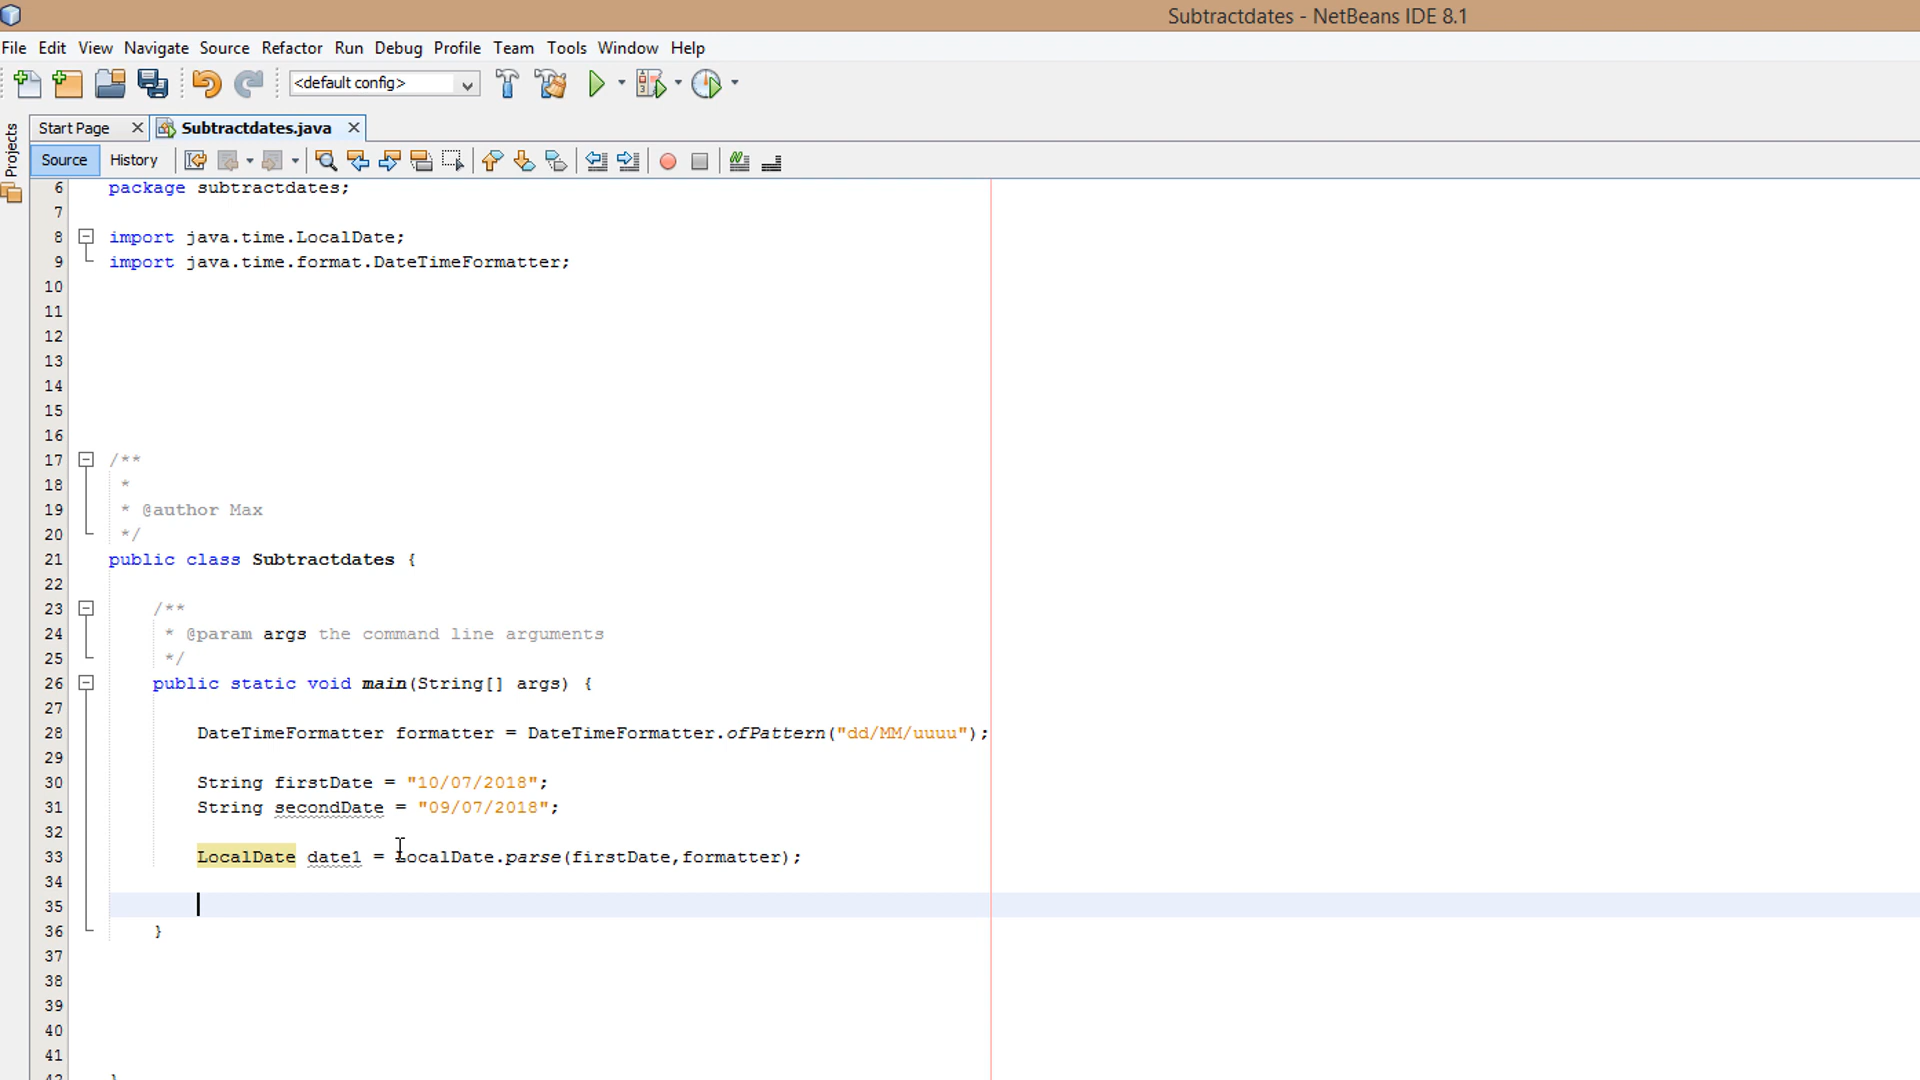 Subtractdates - NetBeans IDE 8.1
File Edit View Navigate Source Refactor Run Debug Profile Team Tools Window Help
<default config>
Projects
Start Page Subtractdates.java
Source History
6 package subtractdates;
7
8 import java.time.LocalDate;
9 import java.time.format.DateTimeFormatter;
10
11
12
13
14
15
16
17 /**
18 *
19 * @author Max
20 */
21 public class Subtractdates {
22
23 /**
24 * @param args the command line arguments
25 */
26 public static void main(String[] args) {
27
28 DateTimeFormatter formatter = DateTimeFormatter.ofPattern("dd/MM/uuuu");
29
30 String firstDate = "10/07/2018";
31 String secondDate = "09/07/2018";
32
33 LocalDate date1 = LocalDate.parse(firstDate,formatter);
34
35
36 }
37
38
39
40
41